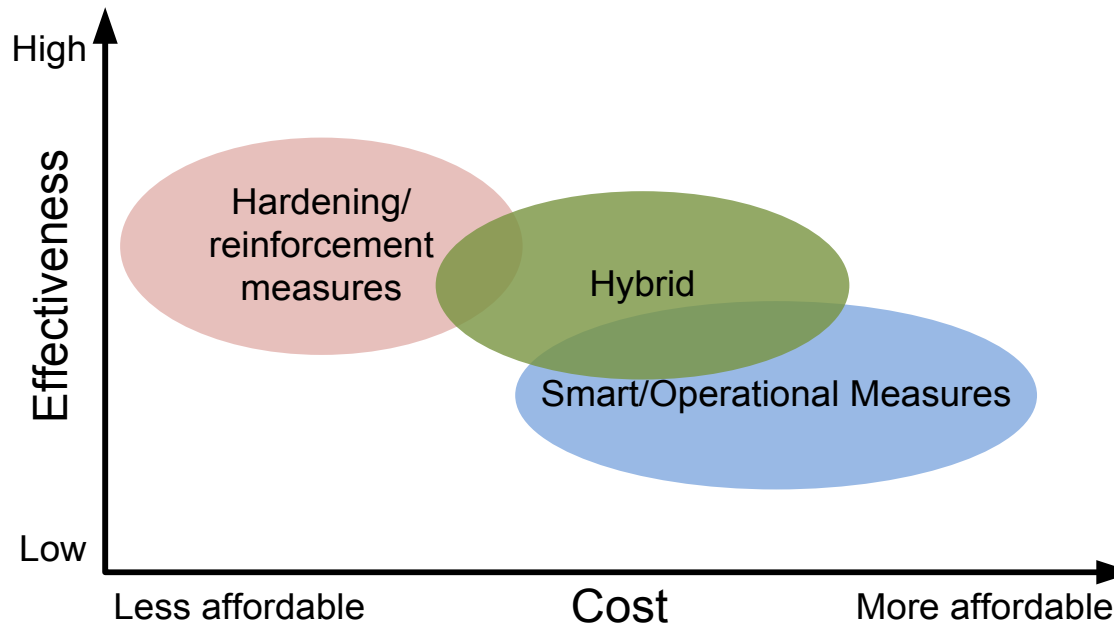 High
Effectiveness
Hardening/
reinforcement
measures
Hybrid
Smart/Operational Measures
Low
Less affordable
Cost
More affordable